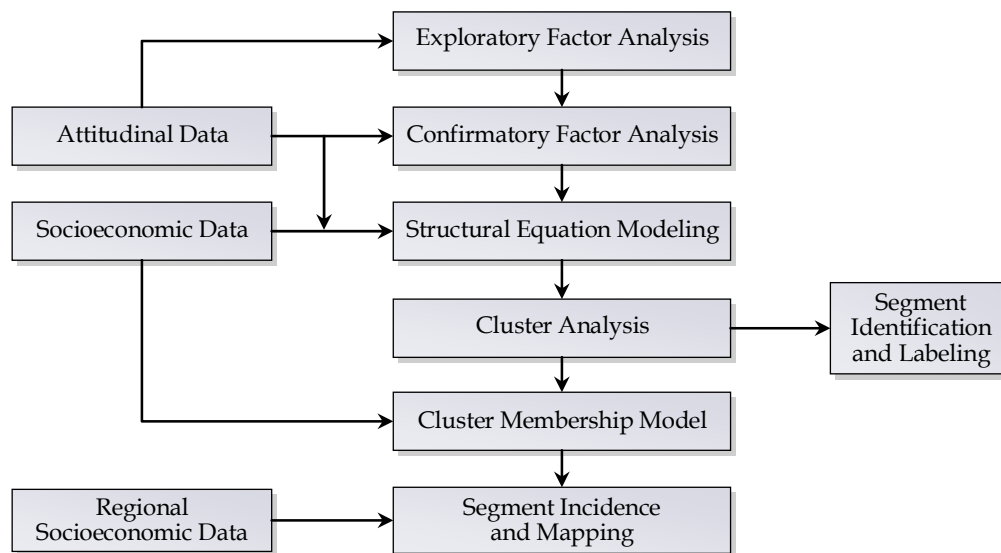 Exploratory Factor Analysis
Attitudinal Data
Confirmatory Factor Analysis
Socioeconomic Data
Structural Equation Modeling
Cluster Analysis
Segment
Identification
and Labeling
Cluster Membership Model
Regional
Socioeconomic Data
Segment Incidence
and Mapping